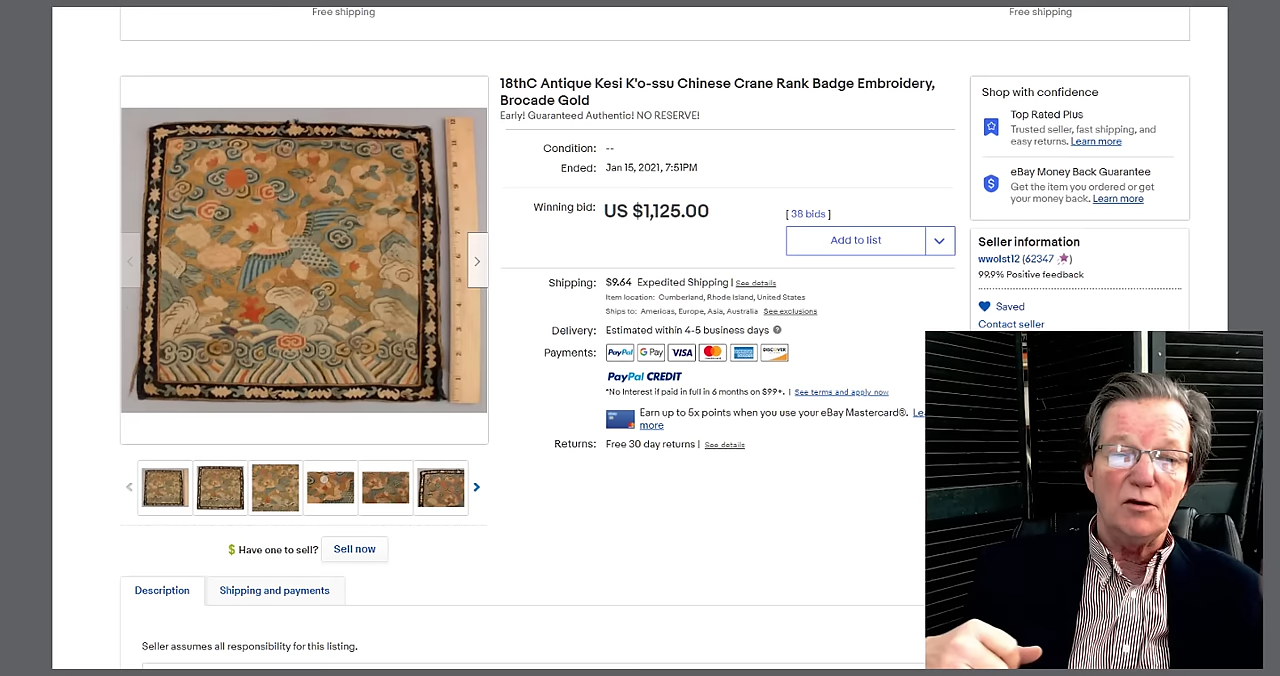 Free shipping
Free shipping
18thC Antique Kesi K'o-ssu Chinese Crane Rank Badge Embroidery,
Brocade Gold
Early! Guaranteed Authentic! NO RESERVE!
Condition: --
Ended: Jan 15, 2021, 7:51PM
Winning bid: US $1,125.00
[ 38 bids ]
Add to list
Shipping: $9.64 Expedited Shipping | See details
Item location: Cumberland, Rhode Island, United States
Ships to: Americas, Europe, Asia, Australia See exclusions
Delivery: Estimated within 4-5 business days
Payments: PayPal G Pay VISA mastercard AMERICAN EXPRESS DISCOVER
PayPal CREDIT
*No Interest if paid in full in 6 months on $99+. | See terms and apply now
Earn up to 5x points when you use your eBay Mastercard®. Le
more
Returns: Free 30 day returns | See details
Shop with confidence
Top Rated Plus
Trusted seller, fast shipping, and
easy returns. Learn more
eBay Money Back Guarantee
Get the item you ordered or get
your money back. Learn more
Seller information
wwolst12 (62347 )
99.9% Positive feedback
Saved
Contact seller
$ Have one to sell? Sell now
Description
Shipping and payments
Seller assumes all responsibility for this listing.